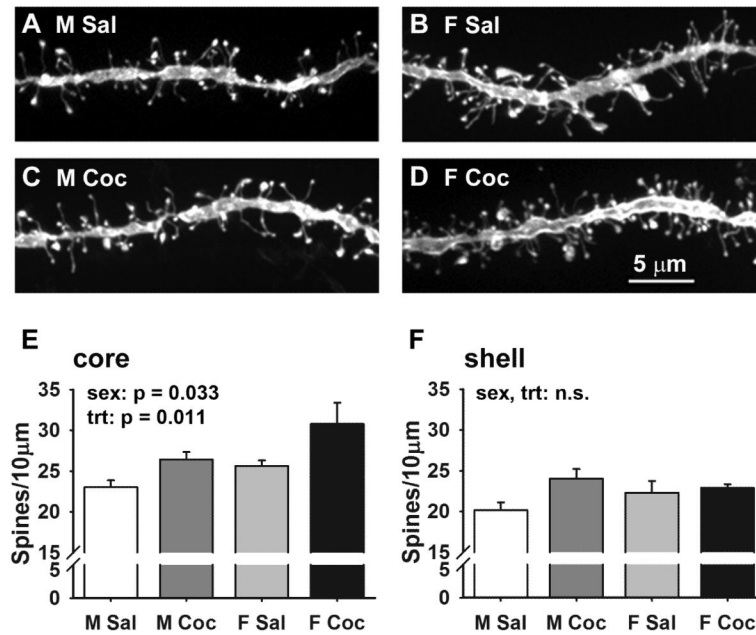 A M Sal
B F Sal
C M Coc
D F Coc
5 µm
E core
sex: p = 0.033
trt: p = 0.011
Spines/10µm
35
30
25
20
15
5
0
M Sal M Coc F Sal F Coc
F shell
sex, trt: n.s.
Spines/10µm
35
30
25
20
15
5
0
M Sal M Coc F Sal F Coc